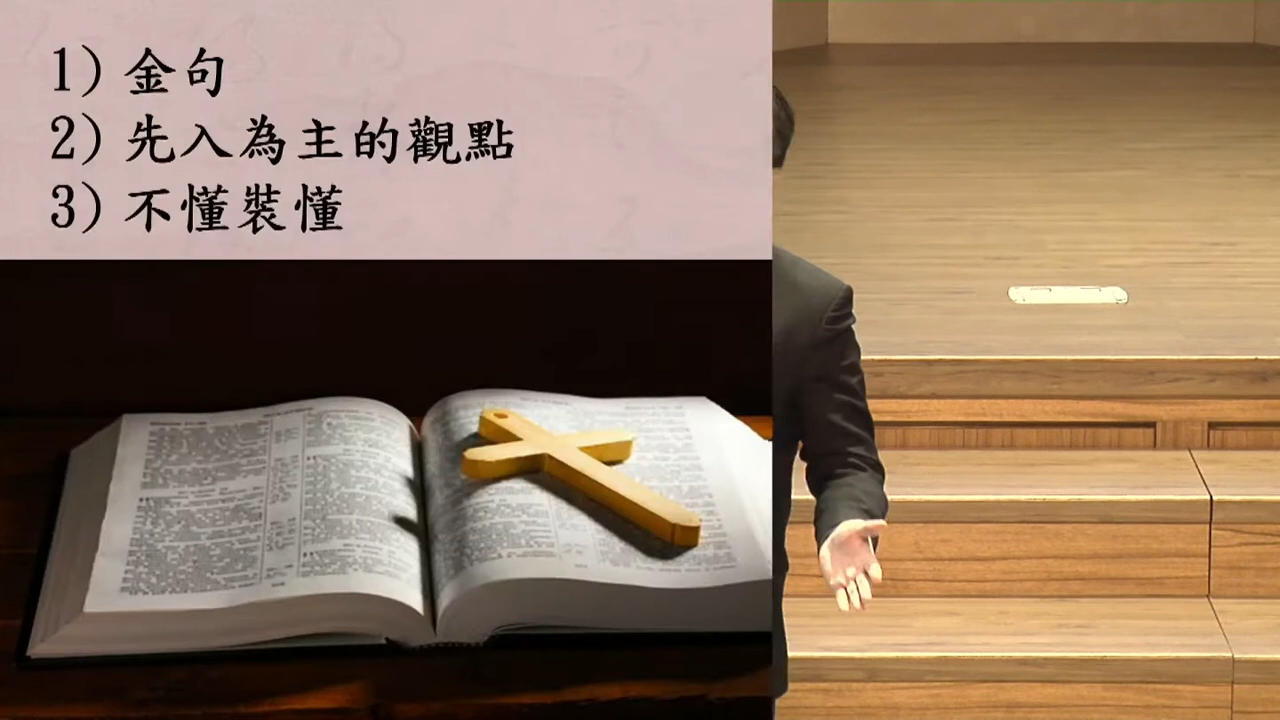 1) 金句
2) 先入為主的觀點
3) 不懂裝懂